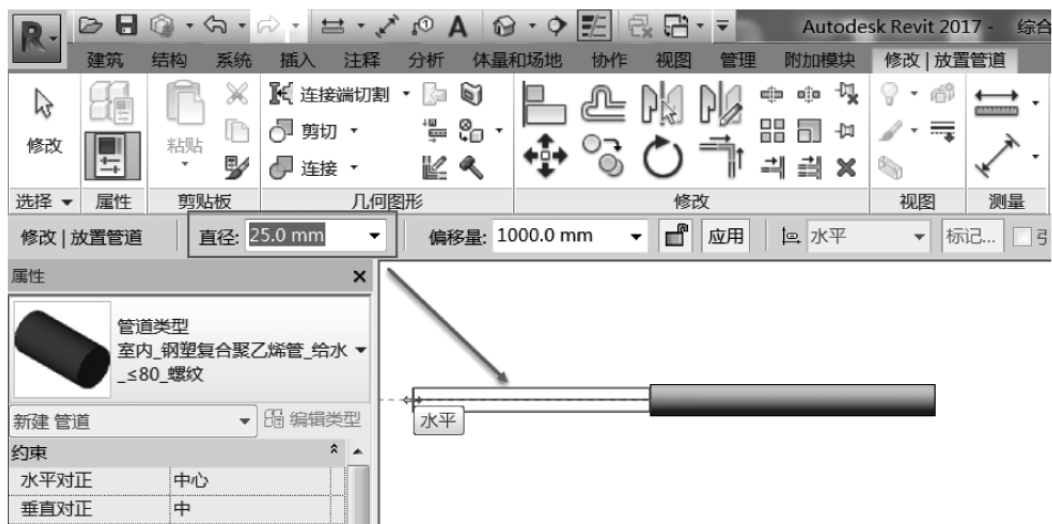 Autodesk Revit 2017 - 综合
建筑 结构 系统 插入 注释 分析 体量和场地 协作 视图 管理 附加模块 修改 | 放置管道
连接端切割
修改 粘贴 剪切
连接
选择 属性 剪贴板 几何图形 修改 视图 测量
修改 | 放置管道 直径: 25.0 mm 偏移量: 1000.0 mm 应用 水平 标记... 引
属性
管道类型
室内_钢塑复合聚乙烯管_给水
_≤80_螺纹
新建 管道 编辑类型
水平
约束
水平对正 中心
垂直对正 中